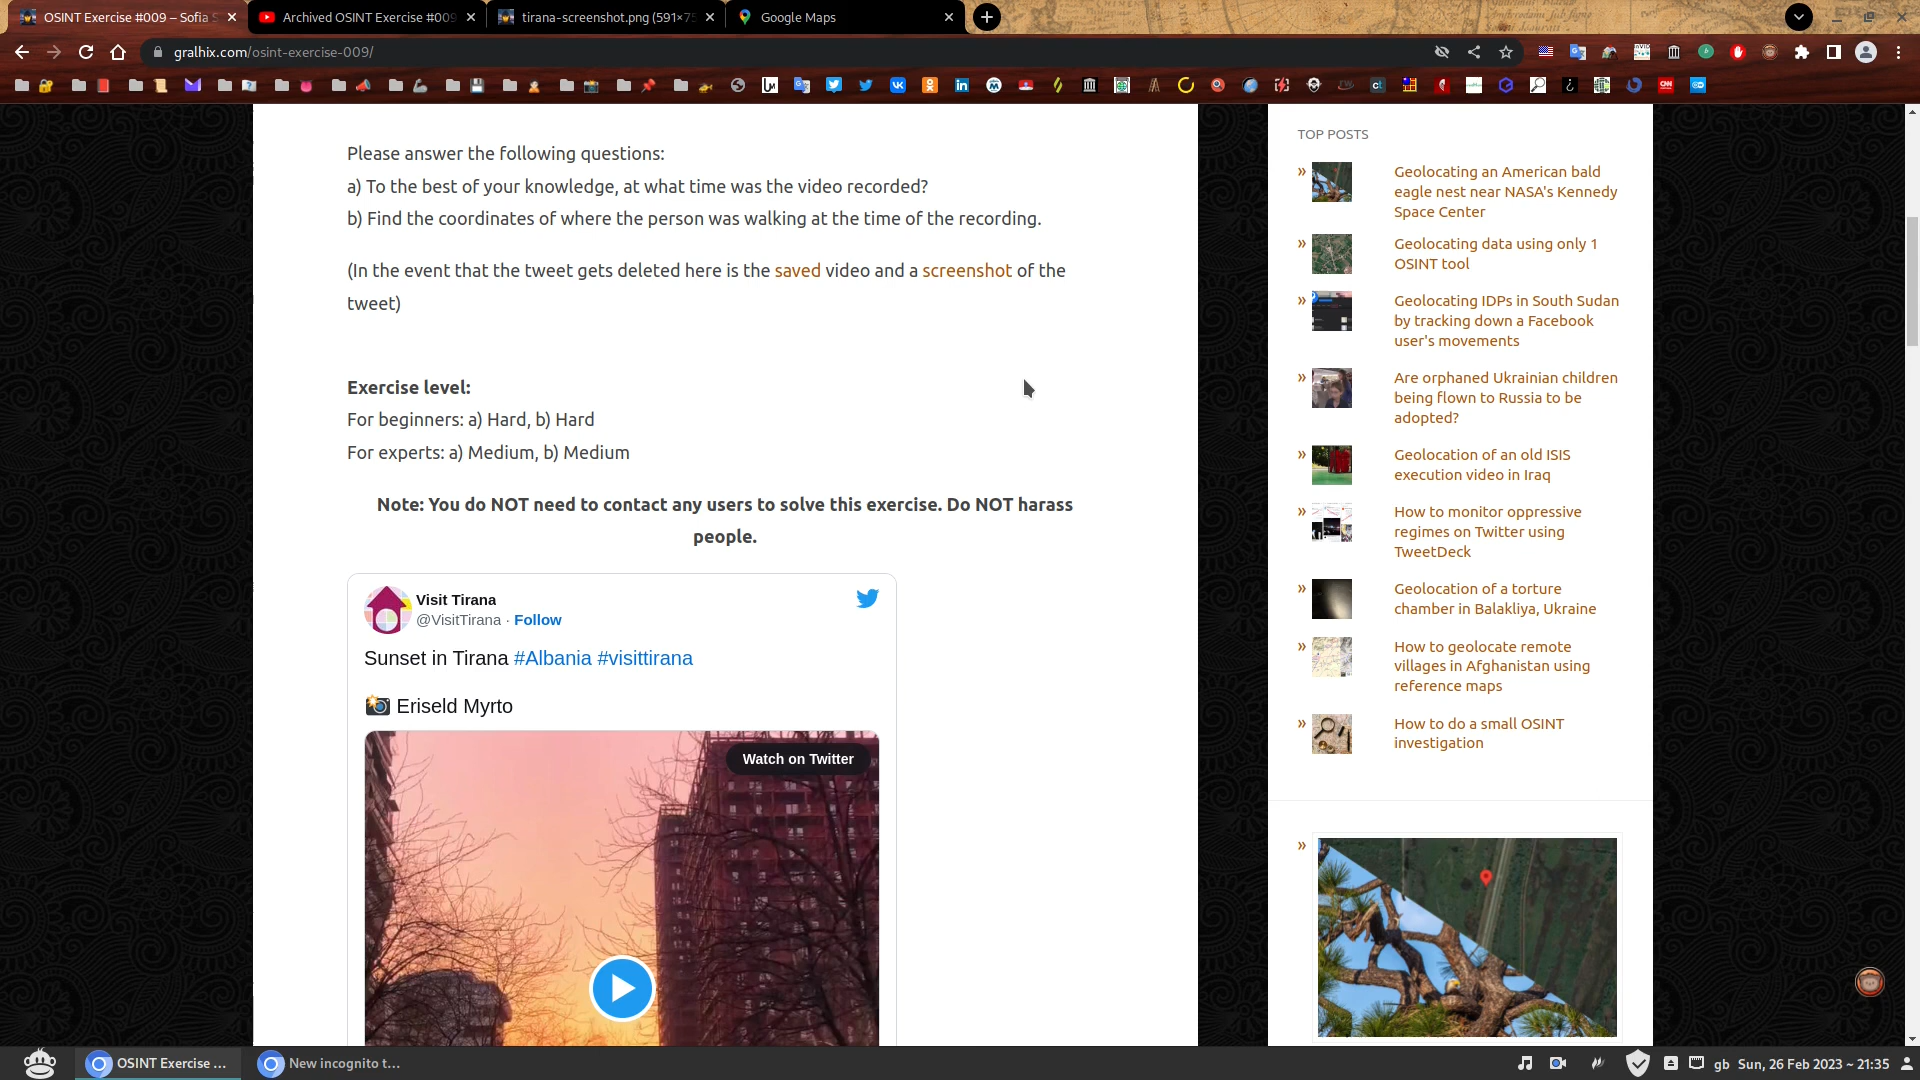 OSINT Exercise #009 – Sofia S
Archived OSINT Exercise #009
tirana-screenshot.png (591×75
Google Maps
gralhix.com/osint-exercise-009/
Please answer the following questions:
a) To the best of your knowledge, at what time was the video recorded?
b) Find the coordinates of where the person was walking at the time of the recording.
(In the event that the tweet gets deleted here is the saved video and a screenshot of the
tweet)
Exercise level:
For beginners: a) Hard, b) Hard
For experts: a) Medium, b) Medium
Note: You do NOT need to contact any users to solve this exercise. Do NOT harass
people.
Visit Tirana
@VisitTirana · Follow
Sunset in Tirana #Albania #visittirana
Eriseld Myrto
Watch on Twitter
TOP POSTS
» Geolocating an American bald
eagle nest near NASA's Kennedy
Space Center
» Geolocating data using only 1
OSINT tool
» Geolocating IDPs in South Sudan
by tracking down a Facebook
user's movements
» Are orphaned Ukrainian children
being flown to Russia to be
adopted?
» Geolocation of an old ISIS
execution video in Iraq
» How to monitor oppressive
regimes on Twitter using
TweetDeck
» Geolocation of a torture
chamber in Balakliya, Ukraine
» How to geolocate remote
villages in Afghanistan using
reference maps
» How to do a small OSINT
investigation
»
OSINT Exercise ...
New incognito t...
gb Sun, 26 Feb 2023 ~ 21:35